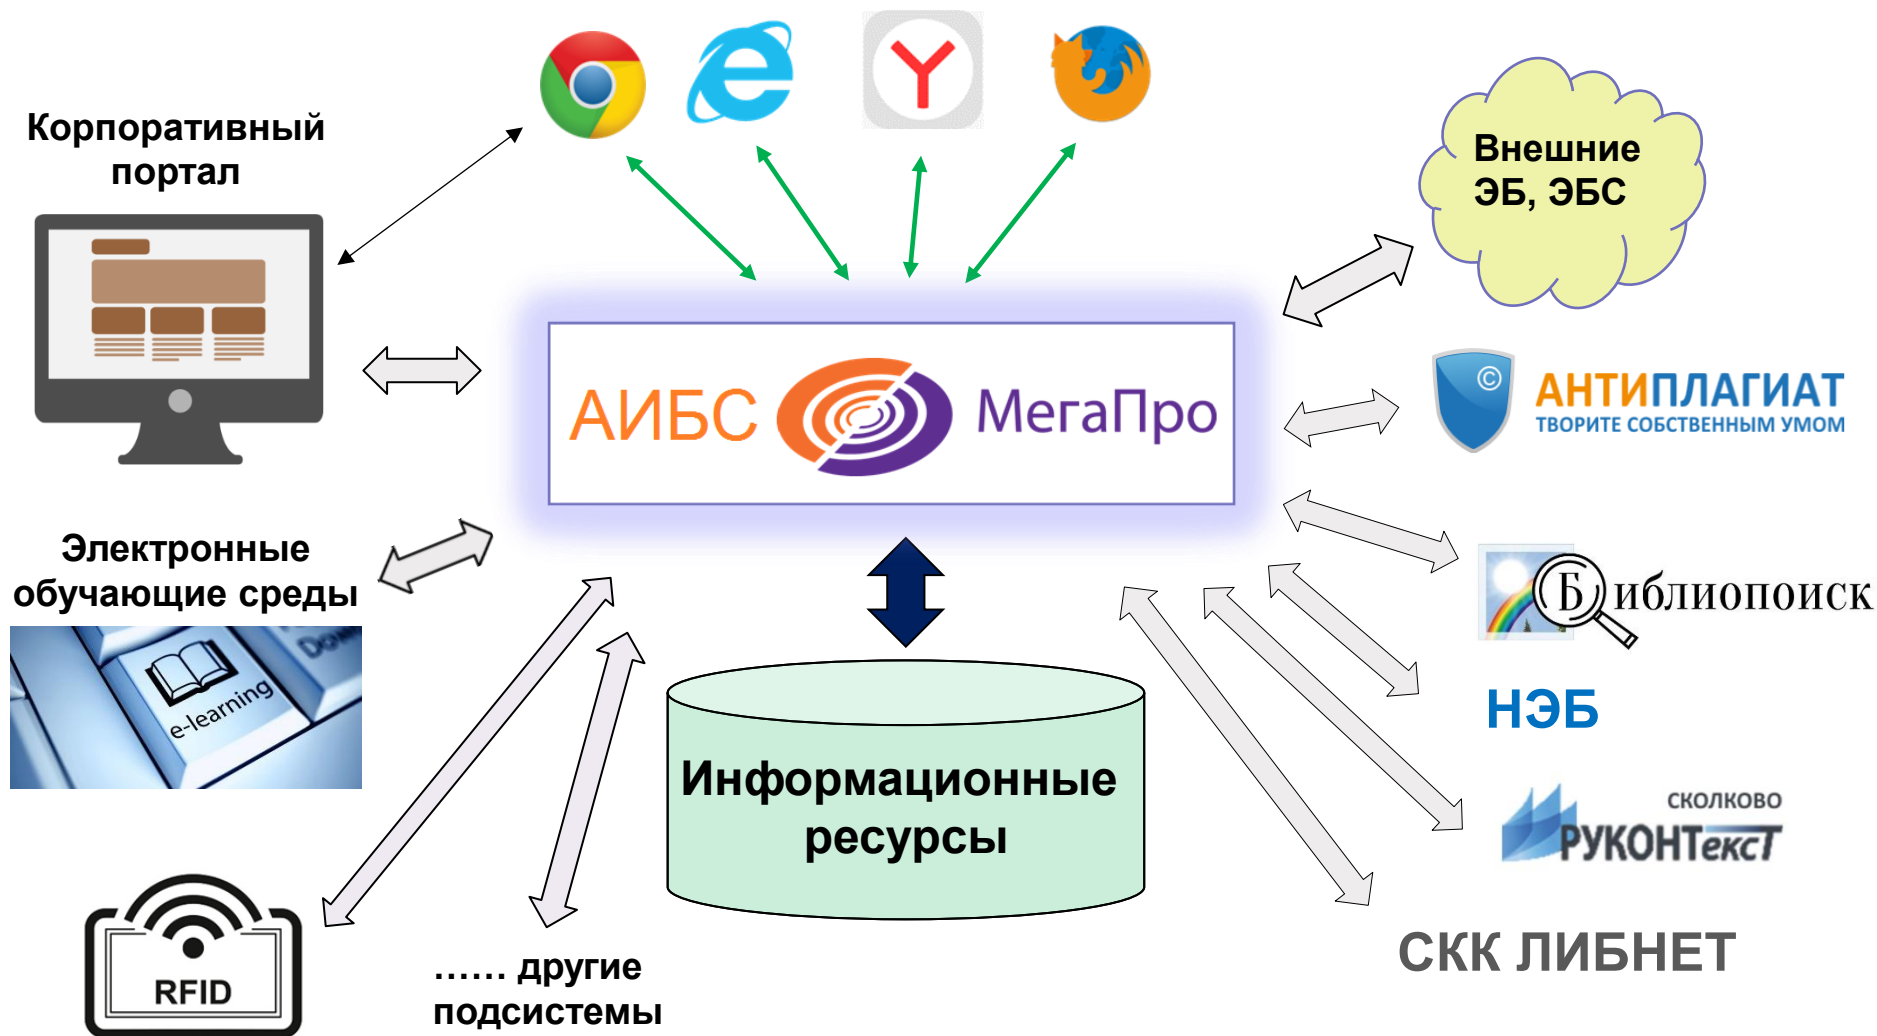 Корпоративный
портал
Внешние
ЭБ, ЭБС
АИБС МегаПро
©
АНТИПЛАГИАТ
ТВОРИТЕ СОБСТВЕННЫМ УМОМ
Электронные
обучающие среды
e-learning
Библиопоиск
НЭБ
Информационные
ресурсы
СКОЛКОВО
РУКОНТекст
СКК ЛИБНЕТ
RFID
...... другие
подсистемы